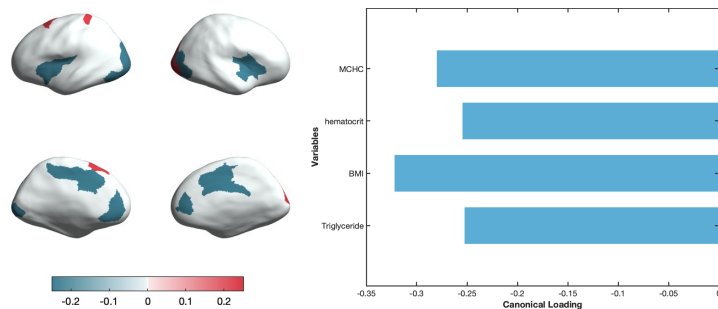 -0.2 -0.1 0 0.1 0.2
Variables
MCHC
hematocrit
BMI
Triglyceride
-0.35 -0.3 -0.25 -0.2 -0.15 -0.1 -0.05 0
Canonical Loading